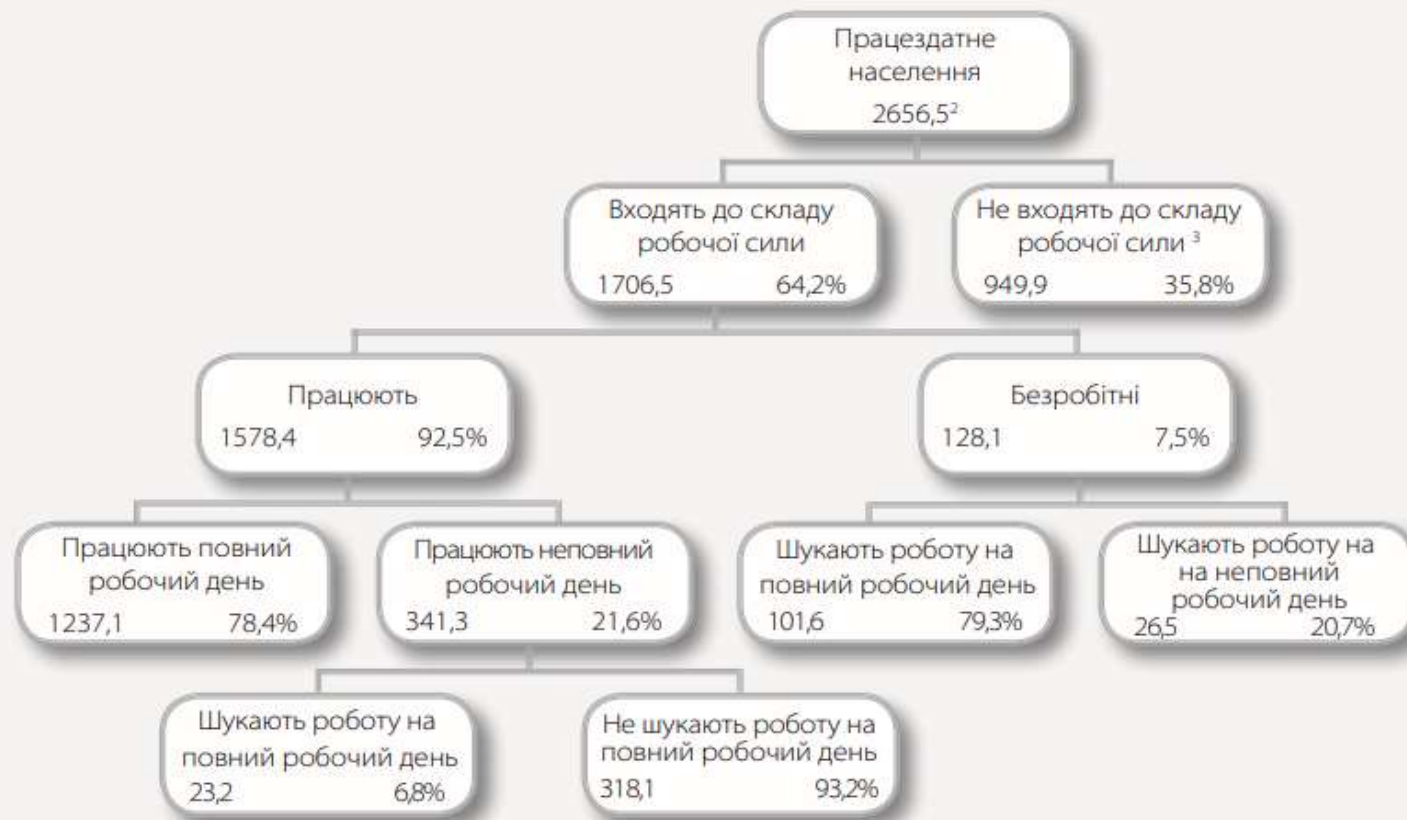 Працездатне
населення
2656,5²
Входять до складу
робочої сили
1706,5 64,2%
Не входять до складу
робочої сили ³
949,9 35,8%
Працюють
1578,4 92,5%
Безробітні
128,1 7,5%
Працюють повний
робочий день
1237,1 78,4%
Працюють неповний
робочий день
341,3 21,6%
Шукають роботу на
повний робочий день
101,6 79,3%
Шукають роботу на
на неповний
робочий день
26,5 20,7%
Шукають роботу на
повний робочий день
23,2 6,8%
Не шукають роботу на
повний робочий день
318,1 93,2%